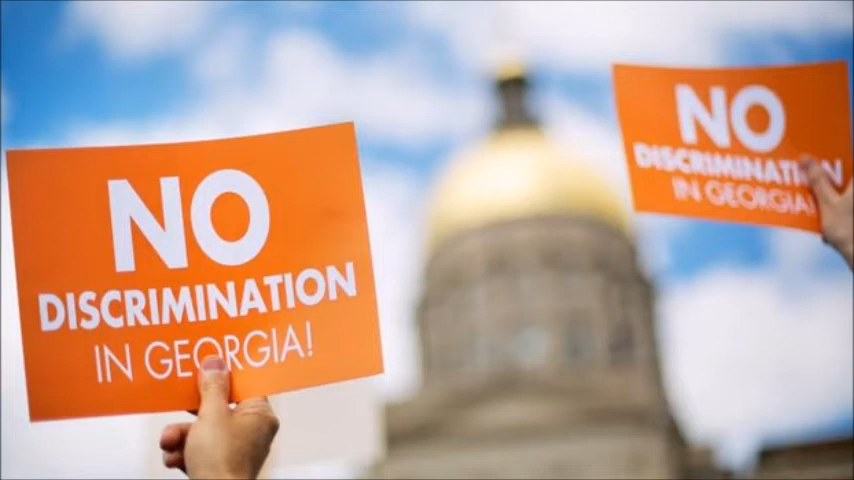 NO
DISCRIMINATION
IN GEORGIA!
NO
DISCRIMINATION
IN GEORGIA!